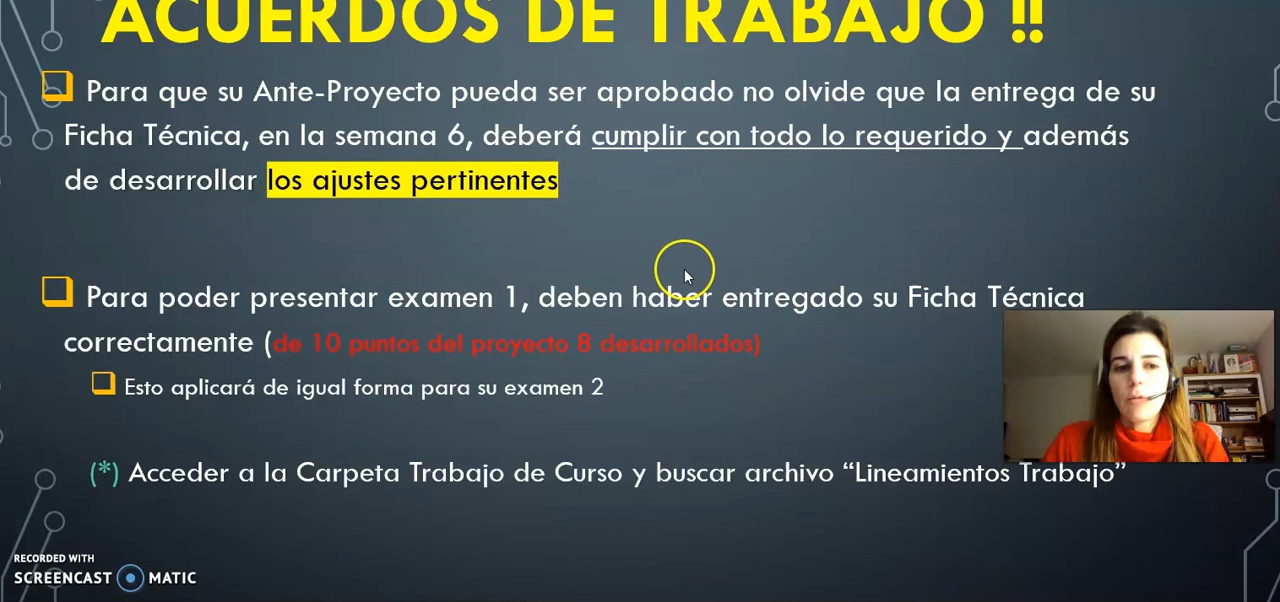 ACUERDOS DE TRABAJO !!
Para que su Ante-Proyecto pueda ser aprobado no olvide que la entrega de su
Ficha Técnica, en la semana 6, deberá cumplir con todo lo requerido y además
de desarrollar los ajustes pertinentes
Para poder presentar examen 1, deben haber entregado su Ficha Técnica
correctamente (de 10 puntos del proyecto 8 desarrollados)
Esto aplicará de igual forma para su examen 2
(*) Acceder a la Carpeta Trabajo de Curso y buscar archivo “Lineamientos Trabajo”
RECORDED WITH
SCREENCAST MATIC